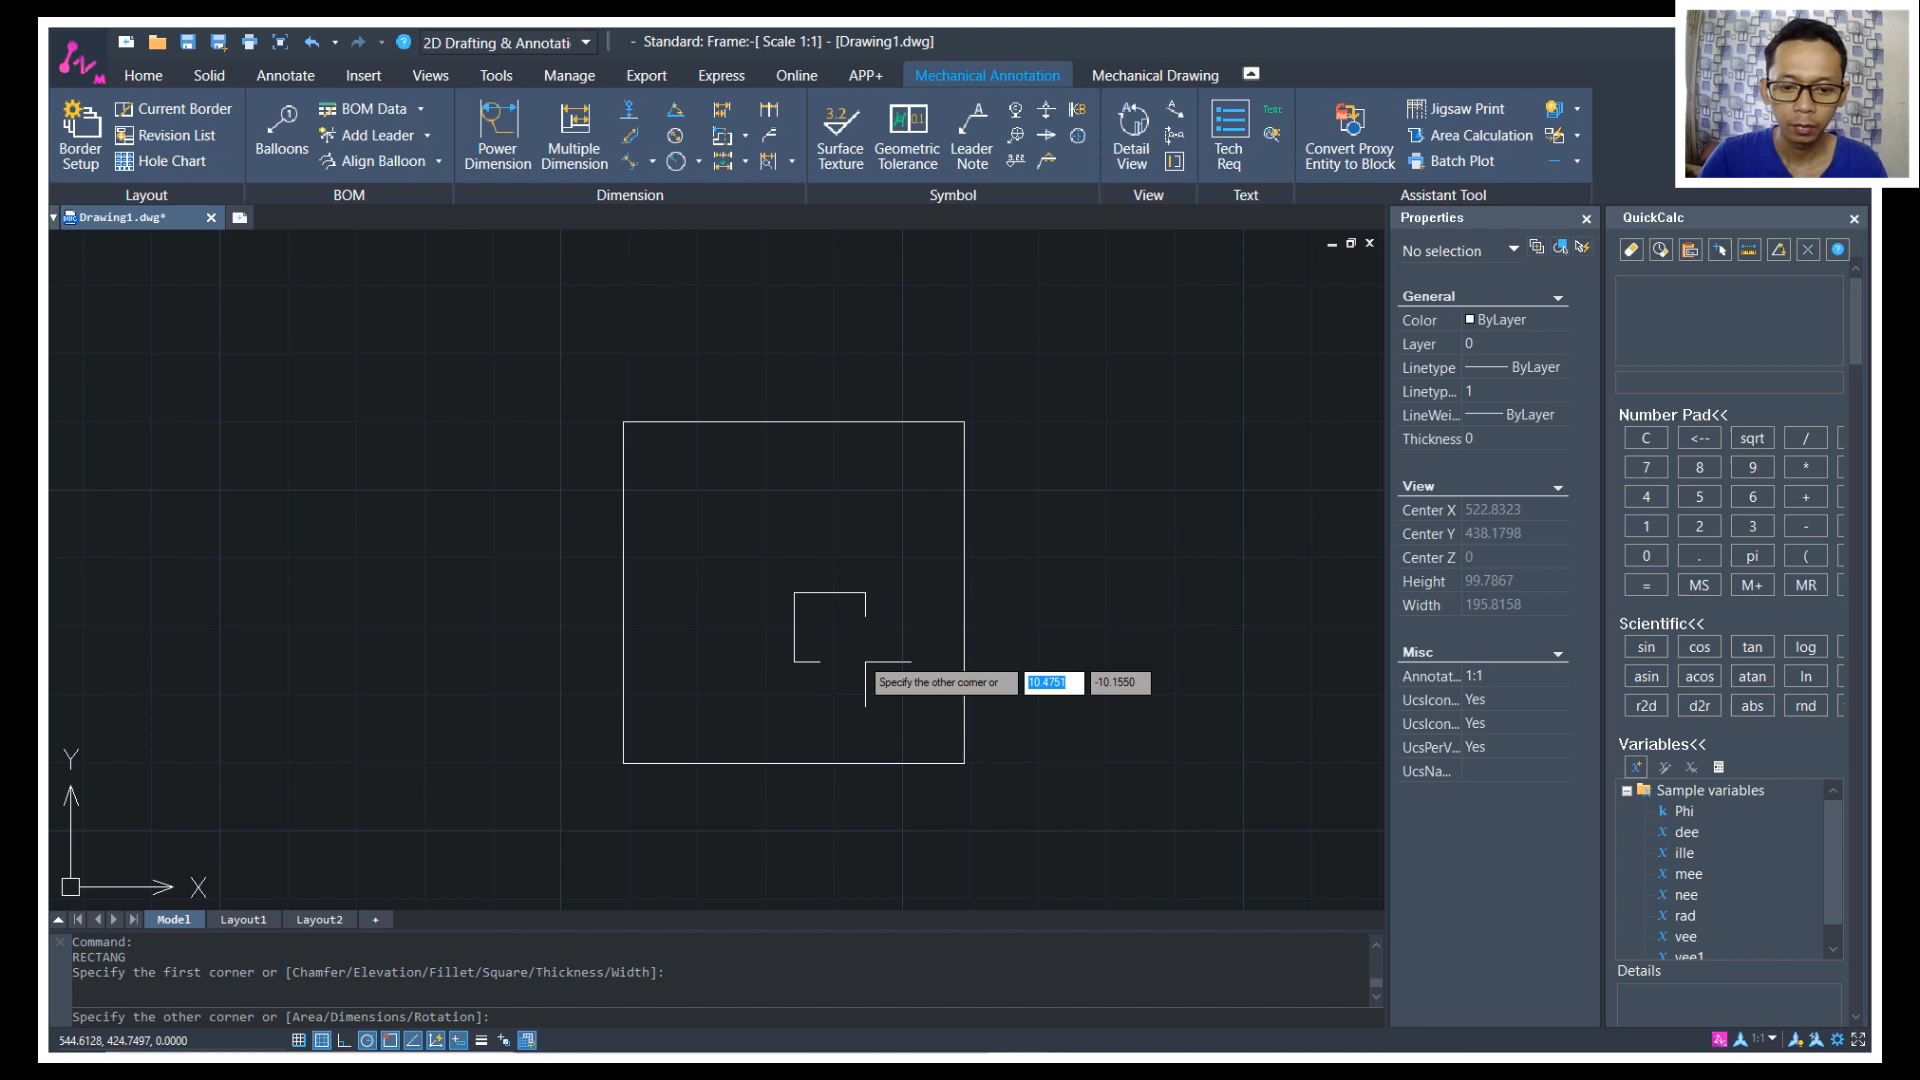 2D Drafting & Annotati
- Standard: Frame:-[ Scale 1:1] - [Drawing1.dwg]
Home Solid Annotate Insert Views Tools Manage Export Express Online APP+ Mechanical Annotation Mechanical Drawing
Border Setup
Current Border
Revision List
Hole Chart
Layout
Balloons
BOM Data
Add Leader
Align Balloon
BOM
Power Dimension
Multiple Dimension
Dimension
3.2
Surface Texture
Geometric Tolerance
Leader Note
Symbol
Detail View
View
Tech Req
Text
Text
Convert Proxy Entity to Block
Jigsaw Print
Area Calculation
Batch Plot
Assistant Tool
Drawing1.dwg*
Properties
No selection
General
Color ByLayer
Layer 0
Linetype ByLayer
Linetyp... 1
LineWei... ByLayer
Thickness 0
View
Center X 522.8323
Center Y 438.1798
Center Z 0
Height 99.7867
Width 195.8158
Misc
Annotat... 1:1
UcsIcon... Yes
UcsIcon... Yes
UcsPerV... Yes
UcsNa...
QuickCalc
Number Pad<<
C <-- sqrt /
7 8 9 *
4 5 6 +
1 2 3 -
0 . pi (
= MS M+ MR
Scientific<<
sin cos tan log
asin acos atan ln
r2d d2r abs rnd
Variables<<
Sample variables
k Phi
x dee
x ille
x mee
x nee
x rad
x vee
vee1
Details
Specify the other corner or 10.4751 -10.1550
Y
X
Model Layout1 Layout2 +
Command:
RECTANG
Specify the first corner or [Chamfer/Elevation/Fillet/Square/Thickness/Width]:
Specify the other corner or [Area/Dimensions/Rotation]:
544.6128, 424.7497, 0.0000
1:1